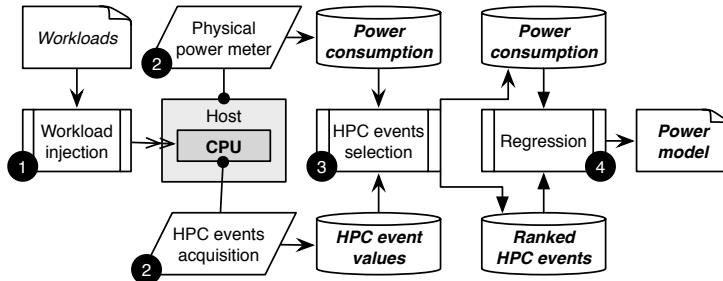 Workloads
Physical
power meter
2
Power
consumption
Power
consumption
Workload
injection
1
Host
CPU
HPC events
selection
3
Regression
4
Power
model
HPC events
acquisition
2
HPC event
values
Ranked
HPC events